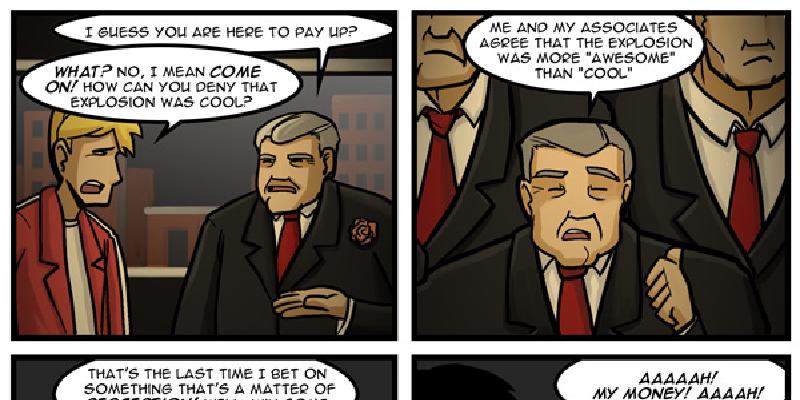 I GUESS YOU ARE HERE TO PAY UP?
WHAT? NO, I MEAN COME
ON! HOW CAN YOU DENY THAT
EXPLOSION WAS COOL?
ME AND MY ASSOCIATES
AGREE THAT THE EXPLOSION
WAS MORE "AWESOME"
THAN "COOL"
THAT'S THE LAST TIME I BET ON
SOMETHING THAT'S A MATTER OF
AAAAAH!
MY MONEY! AAAAH!